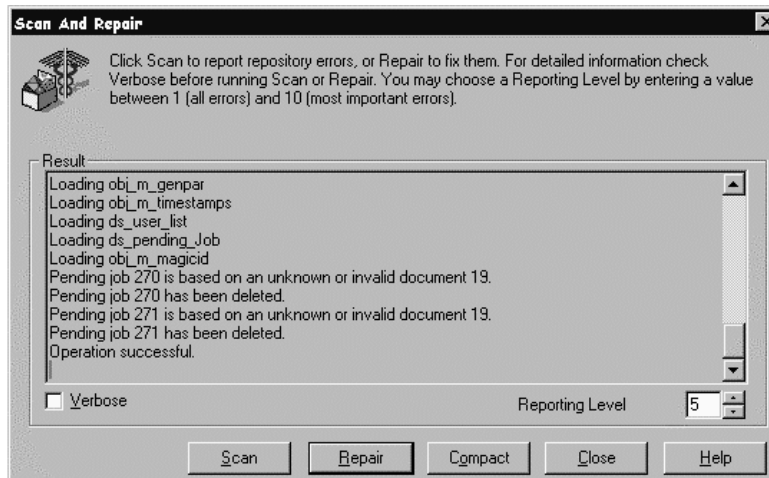 Scan And Repair
Click Scan to report repository errors, or Repair to fix them. For detailed information check
Verbose before running Scan or Repair. You may choose a Reporting Level by entering a value
between 1 (all errors) and 10 (most important errors).
Result
Loading obj_m_genpar
Loading obj_m_timestamps
Loading ds_user_list
Loading ds_pending_Job
Loading obj_m_magicid
Pending job 270 is based on an unknown or invalid document 19.
Pending job 270 has been deleted.
Pending job 271 is based on an unknown or invalid document 19.
Pending job 271 has been deleted.
Operation successful.
Verbose
Reporting Level 5
Scan Repair Compact Close Help